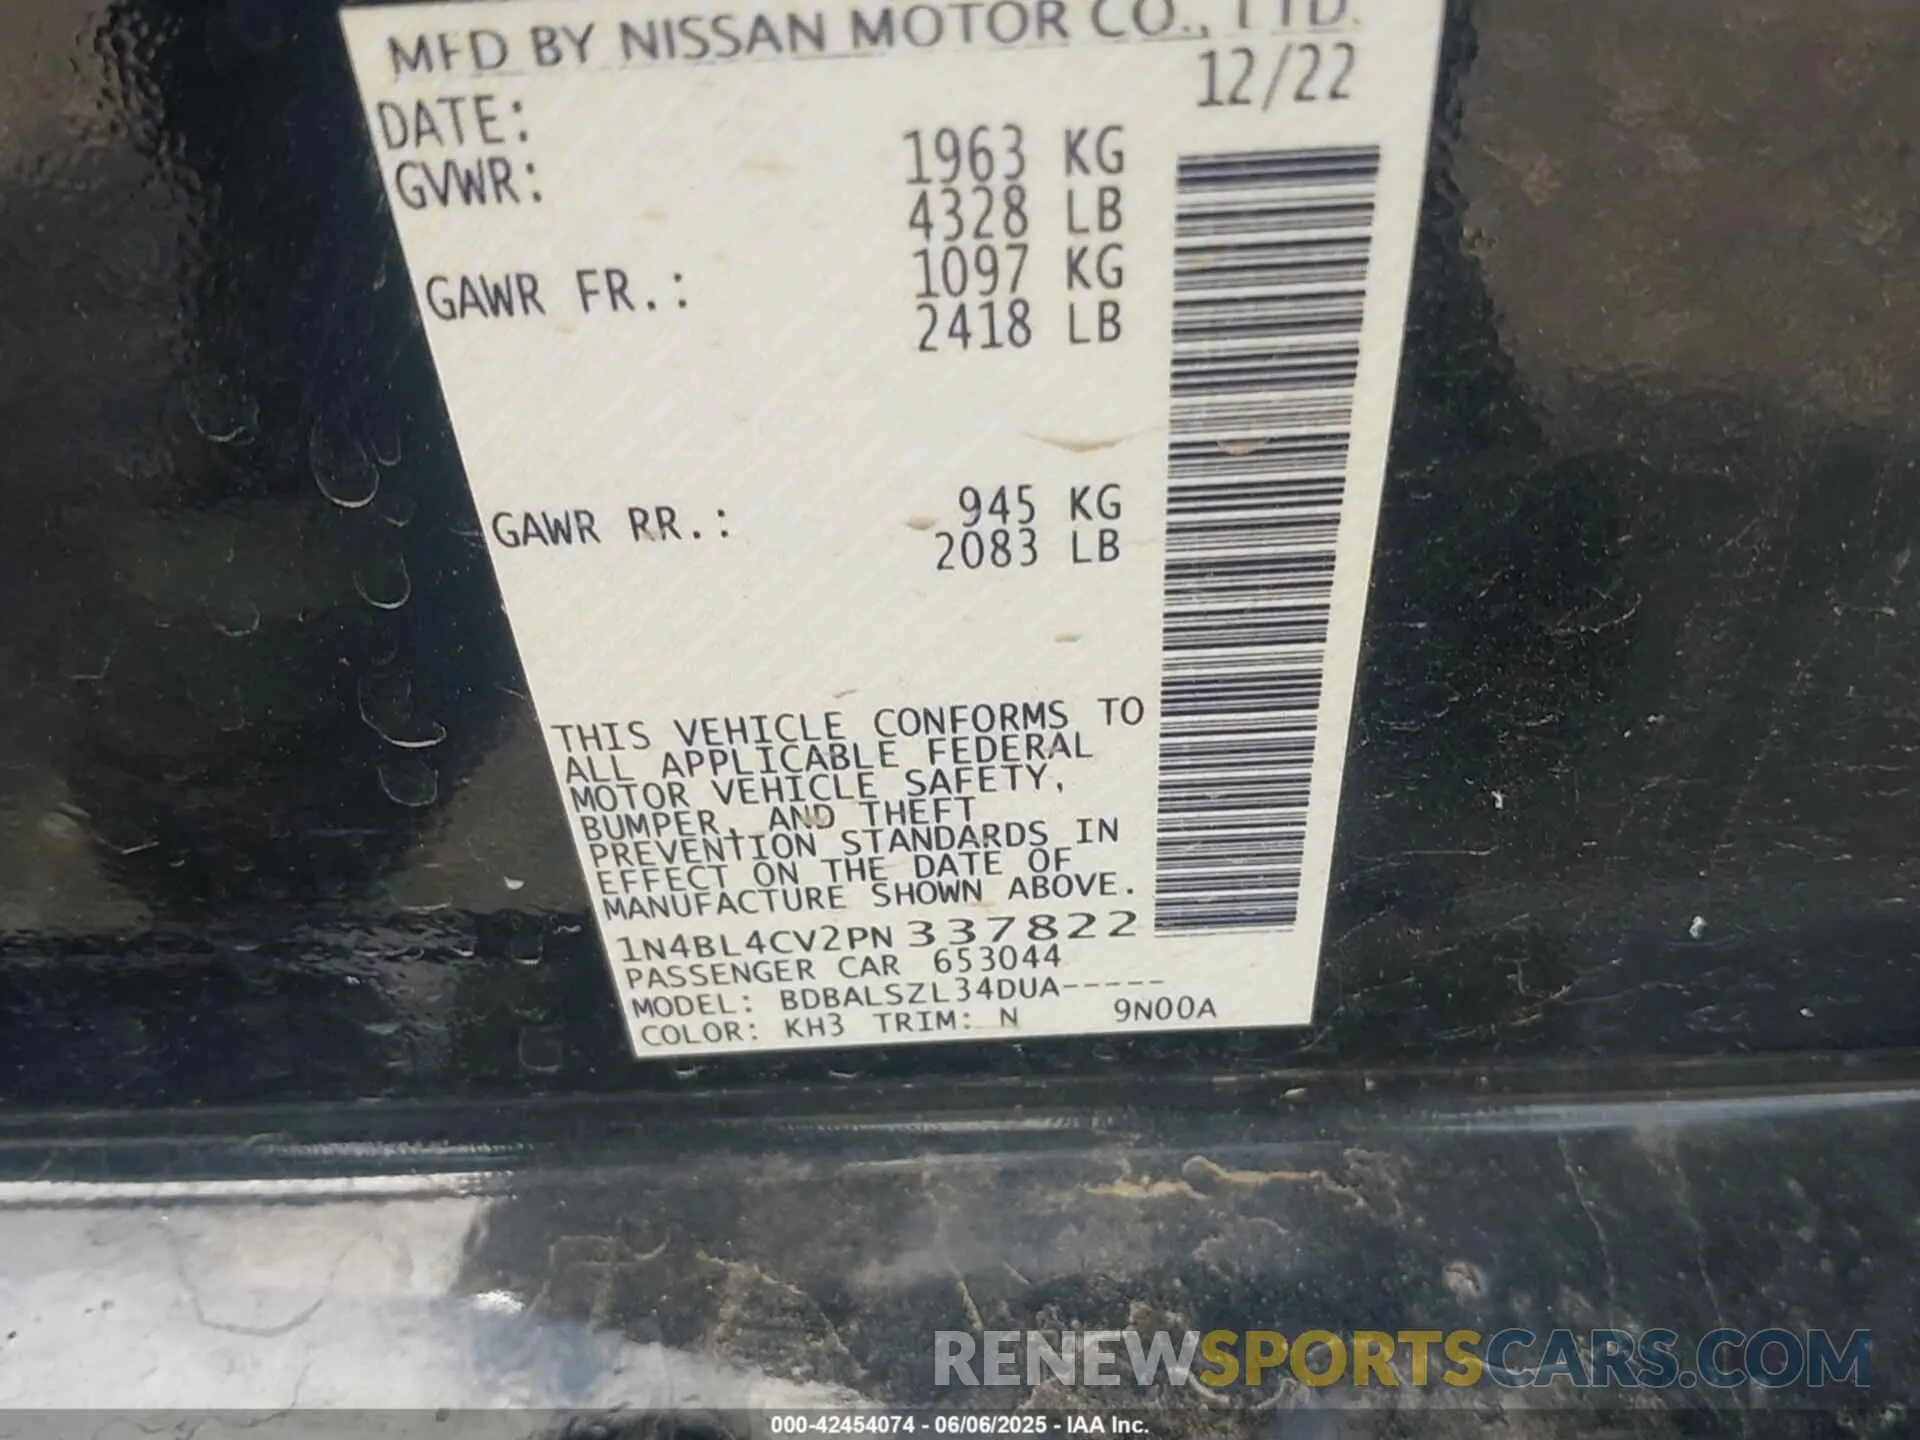 MFD BY NISSAN MOTOR CO., LTD.
DATE: 12/22
GVWR: 1963 KG
4328 LB
GAWR FR.: 1097 KG
2418 LB
GAWR RR.: 945 KG
2083 LB
THIS VEHICLE CONFORMS TO
ALL APPLICABLE FEDERAL
MOTOR VEHICLE SAFETY,
BUMPER, AND THEFT
PREVENTION STANDARDS IN
EFFECT ON THE DATE OF
MANUFACTURE SHOWN ABOVE.
1N4BL4CV2PN337822
PASSENGER CAR 653044
MODEL: BDBALSZL34DUA-----
COLOR: KH3 TRIM: N 9N00A
RENEWSPORTSCARS.COM
000-42454074 - 06/06/2025 - IAA Inc.